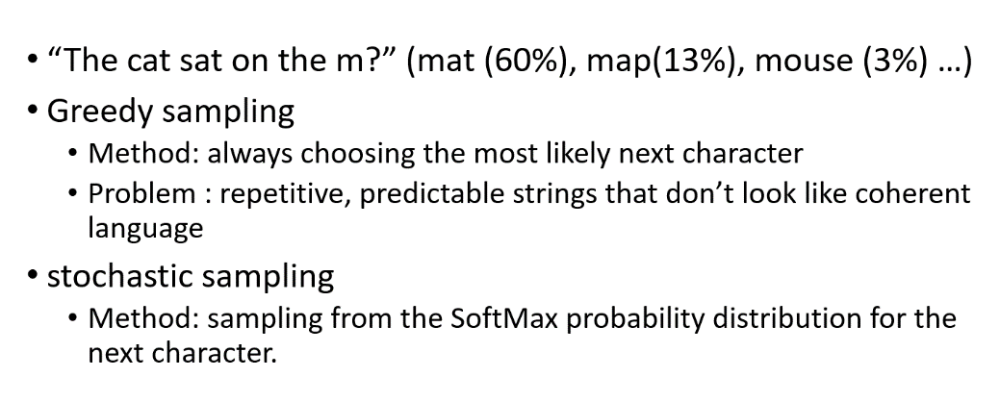 • “The cat sat on the m?” (mat (60%), map(13%), mouse (3%) …)
• Greedy sampling
• Method: always choosing the most likely next character
• Problem : repetitive, predictable strings that don’t look like coherent
language
• stochastic sampling
• Method: sampling from the SoftMax probability distribution for the
next character.